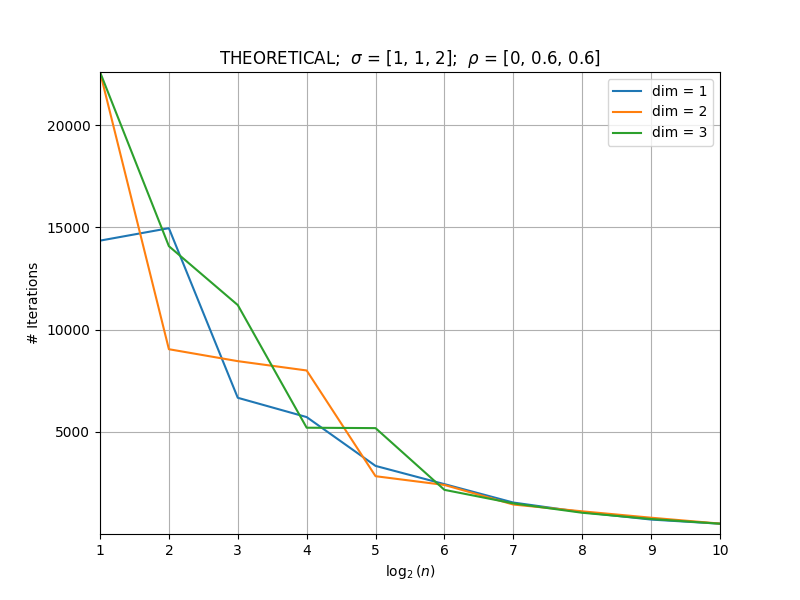 THEORETICAL; σ = [1, 1, 2]; ρ = [0, 0.6, 0.6]
dim = 1
dim = 2
dim = 3
20000
15000
10000
5000
# Iterations
1 2 3 4 5 6 7 8 9 10
log₂(n)